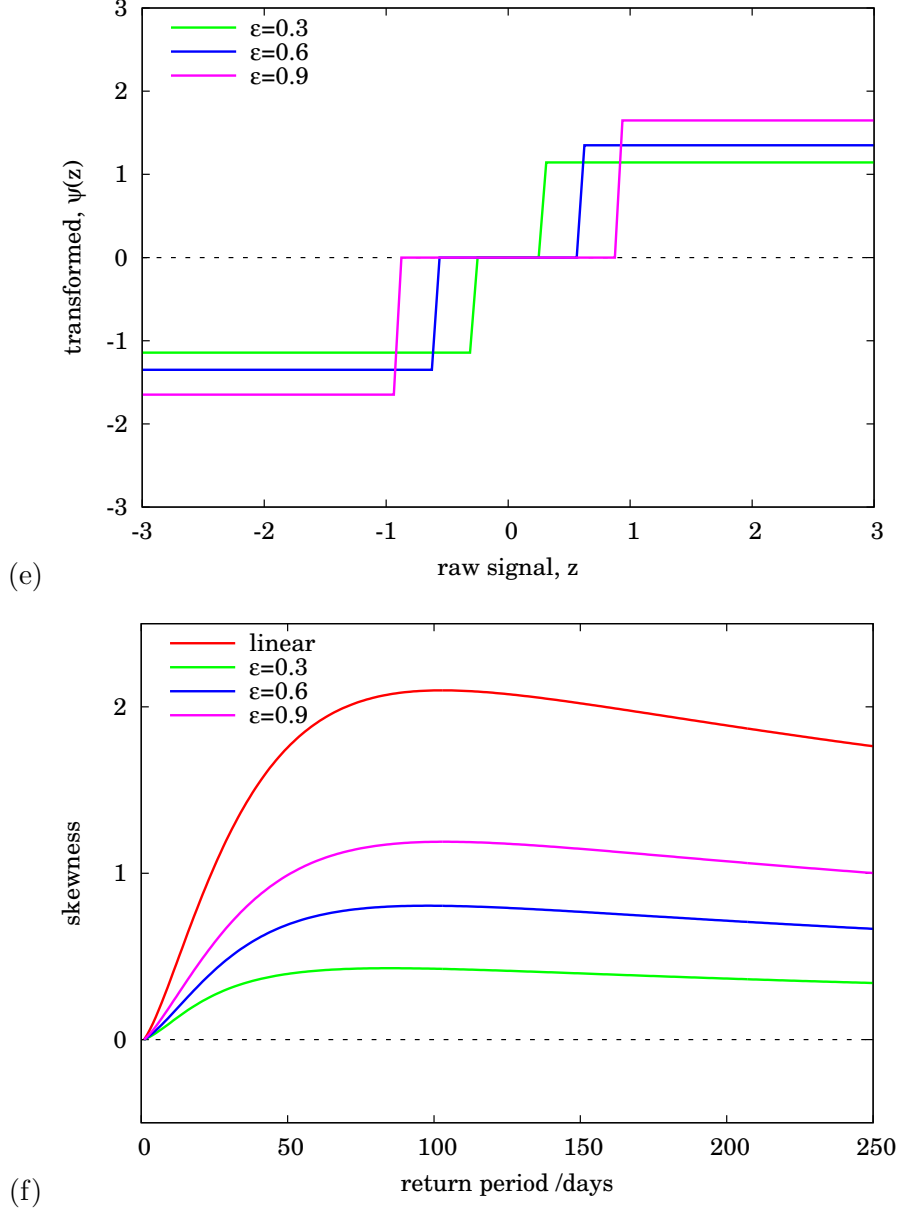 3
2
1
0
-1
-2
-3
-3
-2
-1
0
1
2
3
transformed, ψ(z)
raw signal, z
ε=0.3
ε=0.6
ε=0.9
(e)
2
1
0
0
50
100
150
200
250
skewness
return period /days
linear
ε=0.3
ε=0.6
ε=0.9
(f)